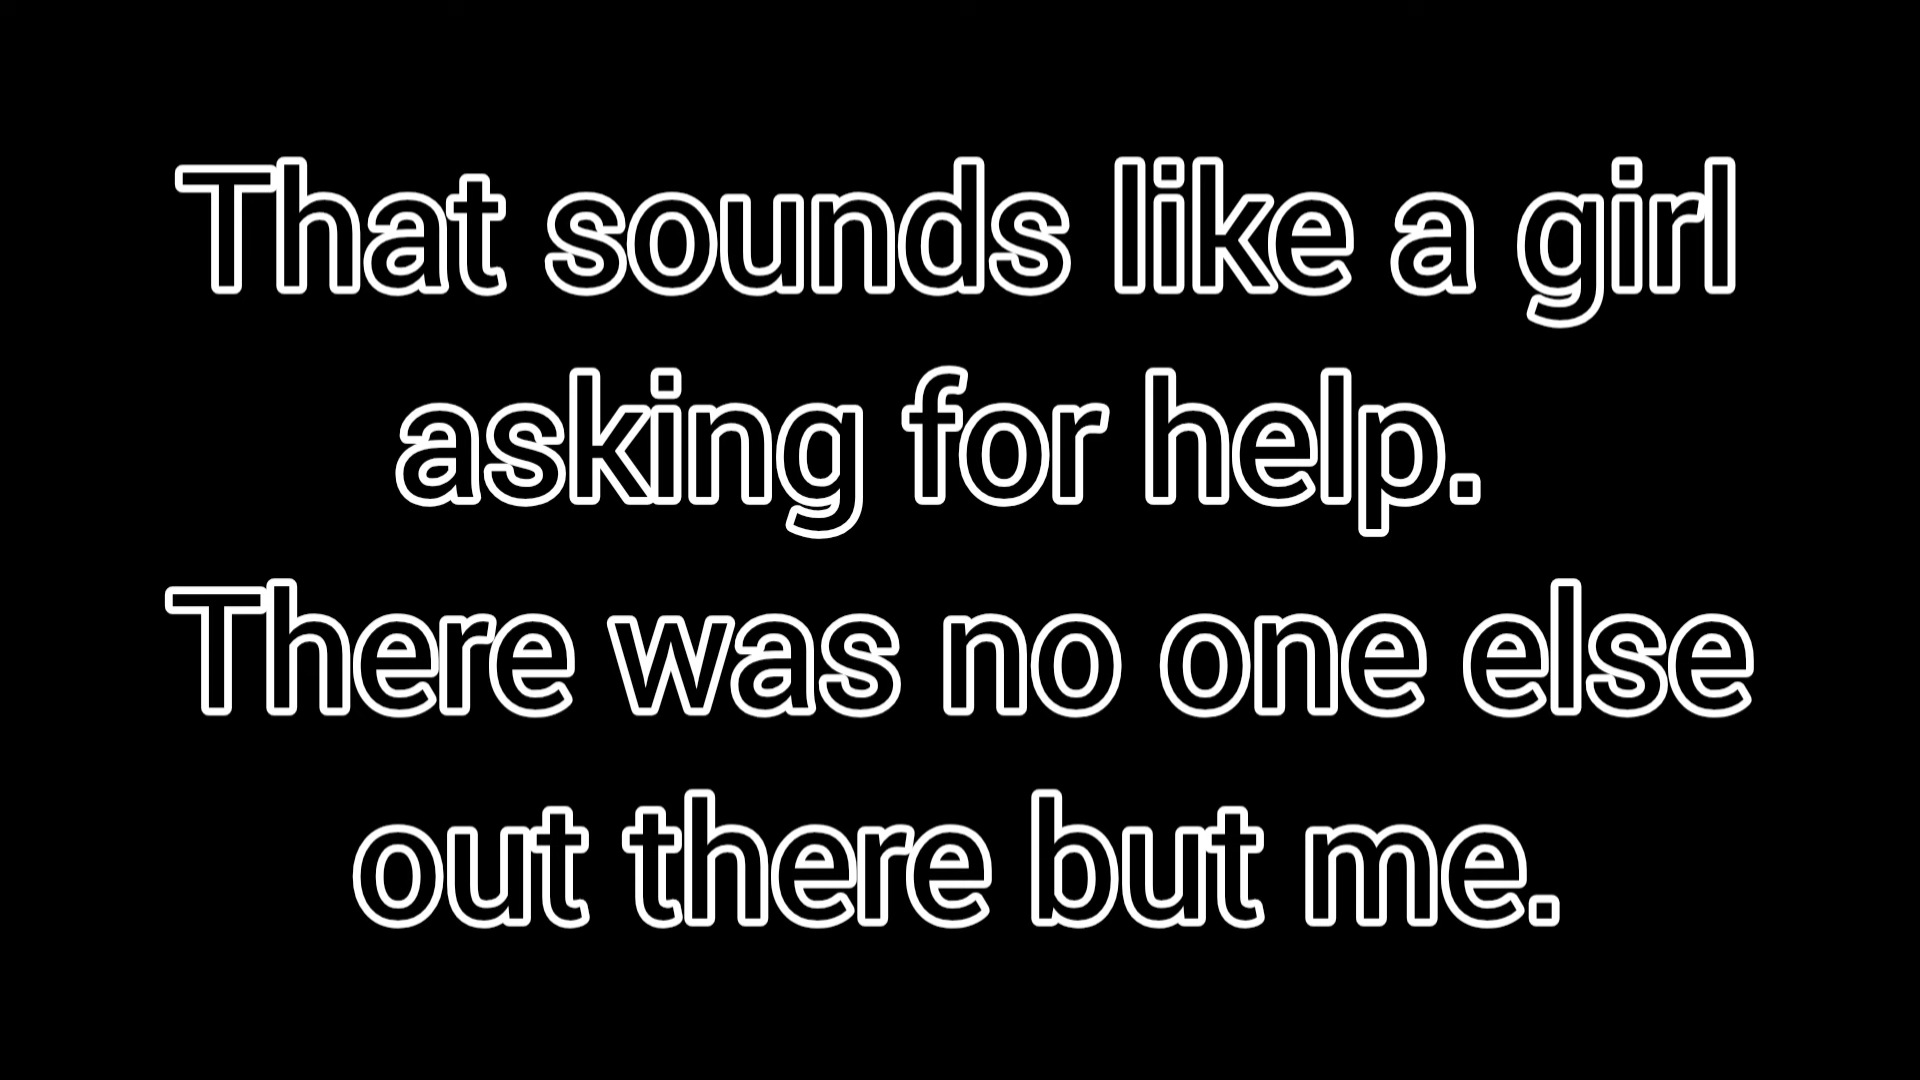 That sounds like a girl
asking for help.
There was no one else
out there but me.